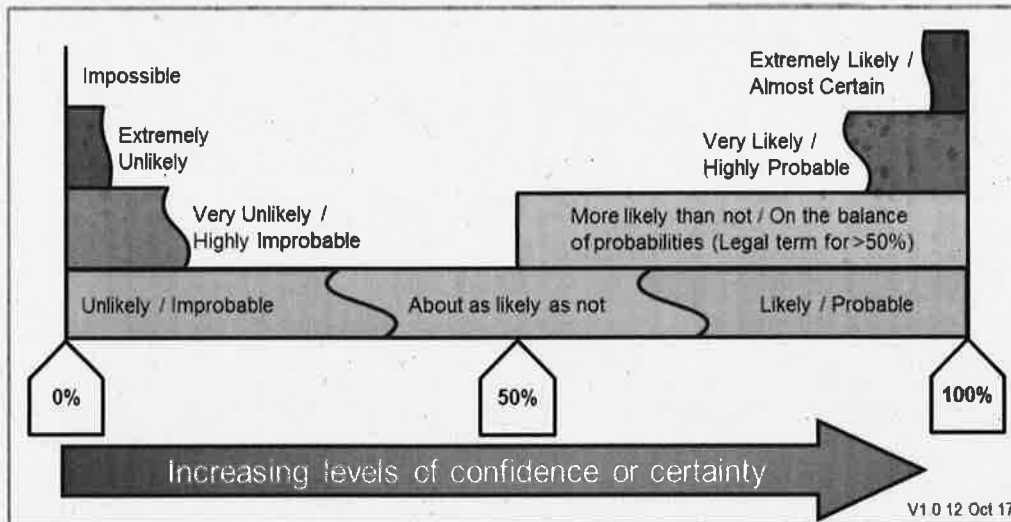 Impossible
Extremely Likely /
Almost Certain
Extremely
Unlikely
Very Likely /
Highly Probable
Very Unlikely /
Highly Improbable
More likely than not / On the balance
of probabilities (Legal term for >50%)
Unlikely / Improbable
About as likely as not
Likely / Probable
0%
50%
100%
Increasing levels of confidence or certainty
V1.0 12 Oct 17